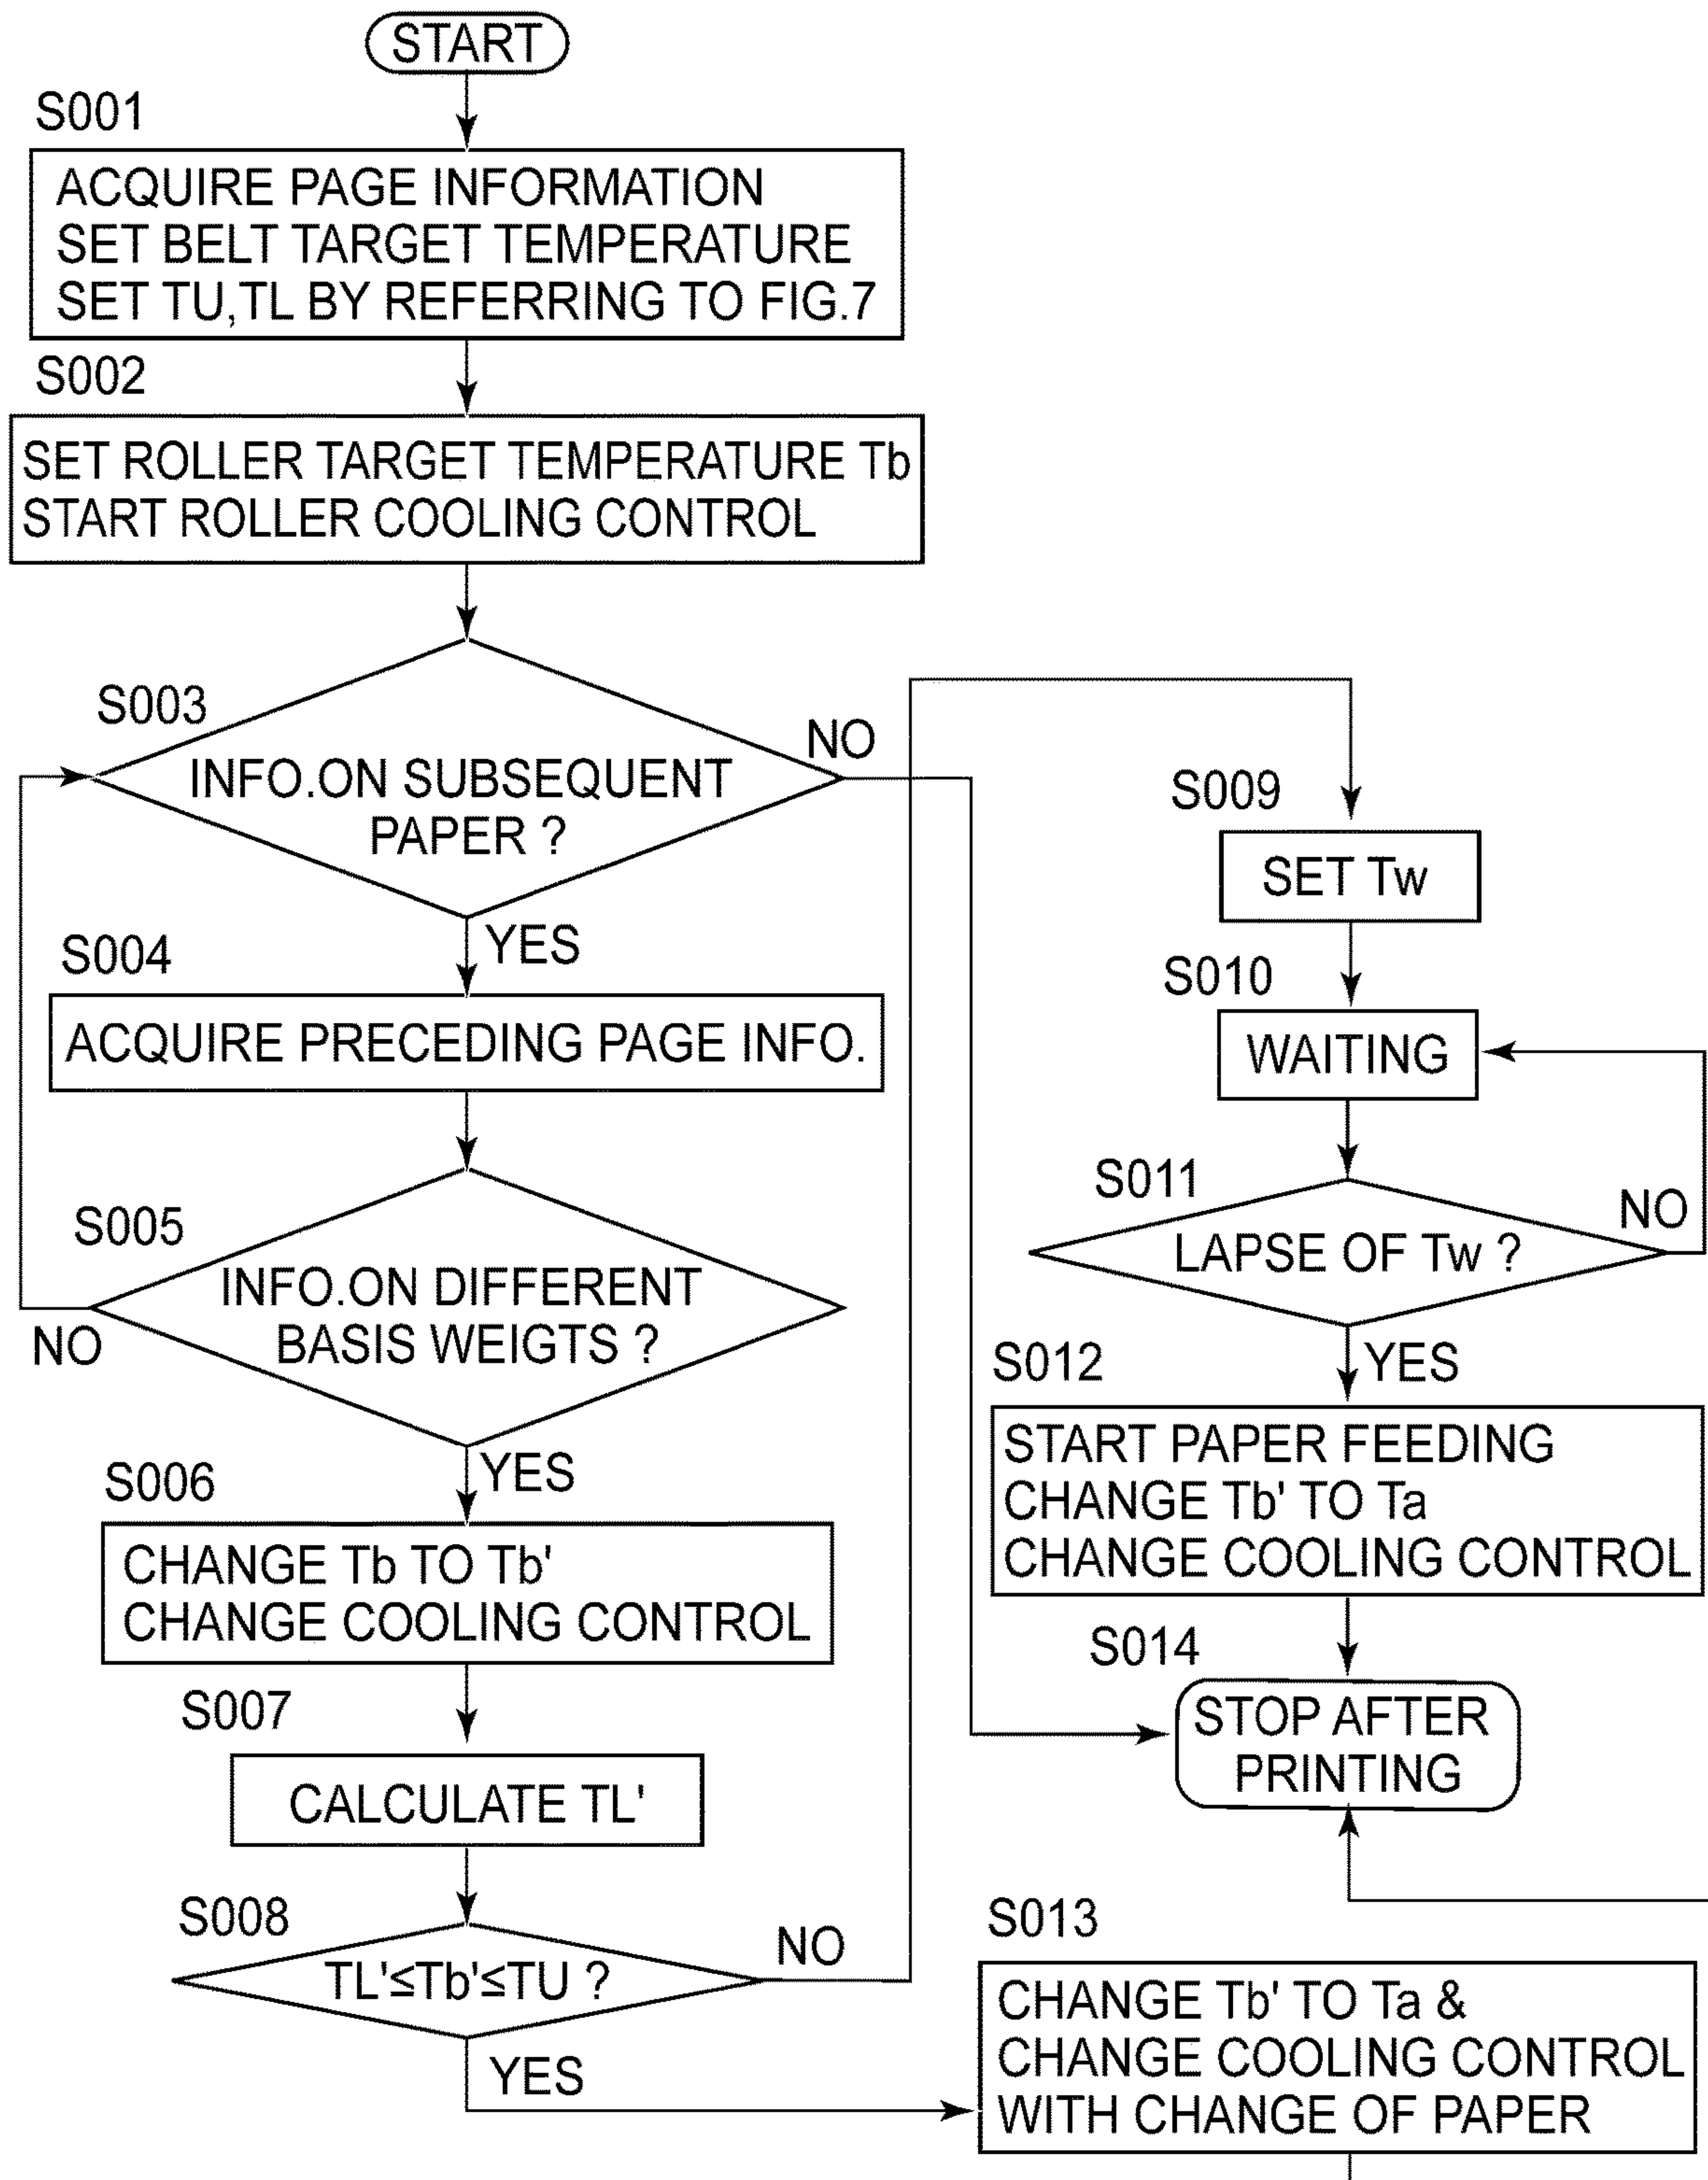 START
S001
ACQUIRE PAGE INFORMATION
SET BELT TARGET TEMPERATURE
SET TU,TL BY REFERRING TO FIG.7
S002
SET ROLLER TARGET TEMPERATURE Tb
START ROLLER COOLING CONTROL
S003
INFO.ON SUBSEQUENT
PAPER ?
NO
YES
S004
ACQUIRE PRECEDING PAGE INFO.
S005
INFO.ON DIFFERENT
BASIS WEIGTS ?
NO
YES
S006
CHANGE Tb TO Tb'
CHANGE COOLING CONTROL
S007
CALCULATE TL'
S008
TL'≤Tb'≤TU ?
NO
YES
S009
SET Tw
S010
WAITING
S011
LAPSE OF Tw ?
NO
YES
S012
START PAPER FEEDING
CHANGE Tb' TO Ta
CHANGE COOLING CONTROL
S014
STOP AFTER
PRINTING
S013
CHANGE Tb' TO Ta &
CHANGE COOLING CONTROL
WITH CHANGE OF PAPER